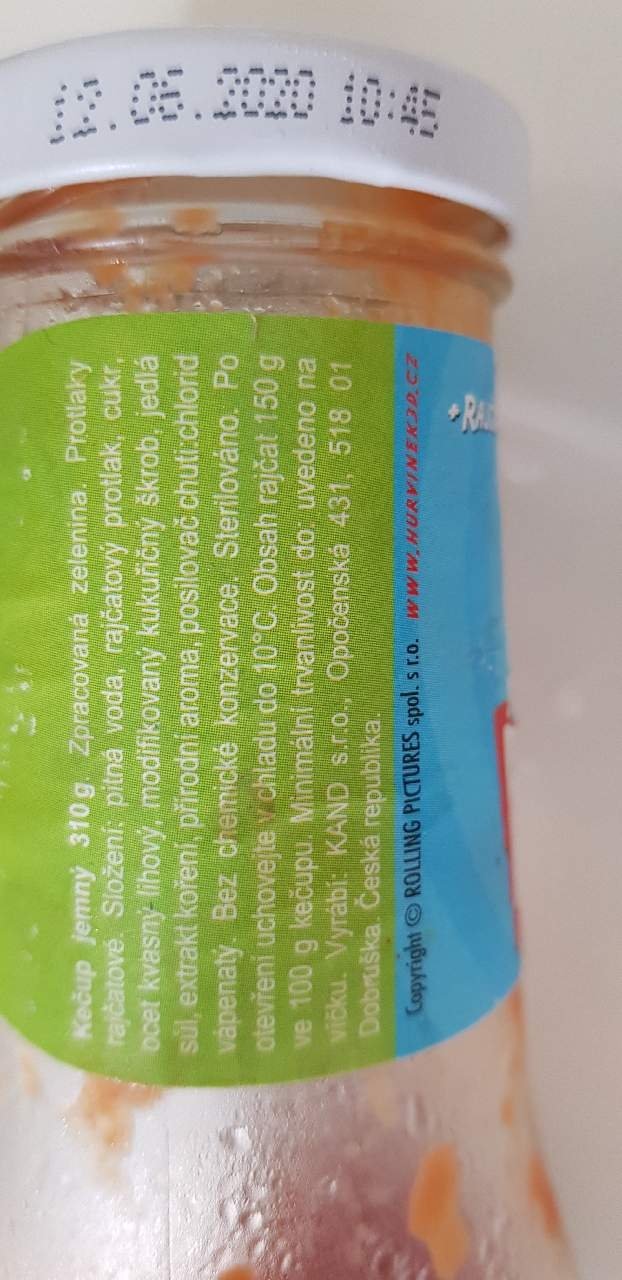 12.05.2020 10:45
Kečup jemný 310 g. Zpracovaná zelenina. Protlaky
rajčatové. Složení: pitná voda, rajčatový protlak, cukr,
ocet kvasný lihový, modifikovaný kukuřičný škrob, jedlá
sůl, extrakt koření, přírodní aroma, posilovač chuti:chlorid
vápenatý. Bez chemické konzervace. Sterilováno. Po
otevření uchovejte v chladu do 10°C. Obsah rajčat 150 g
ve 100 g kečupu. Minimální trvanlivost do: uvedeno na
víčku. Vyrábí: KAND s.r.o., Opočenská 431, 518 01
Dobruška. Česká republika.
Copyright © ROLLING PICTURES spol. s r.o. WWW.HURVINEK3D.CZ